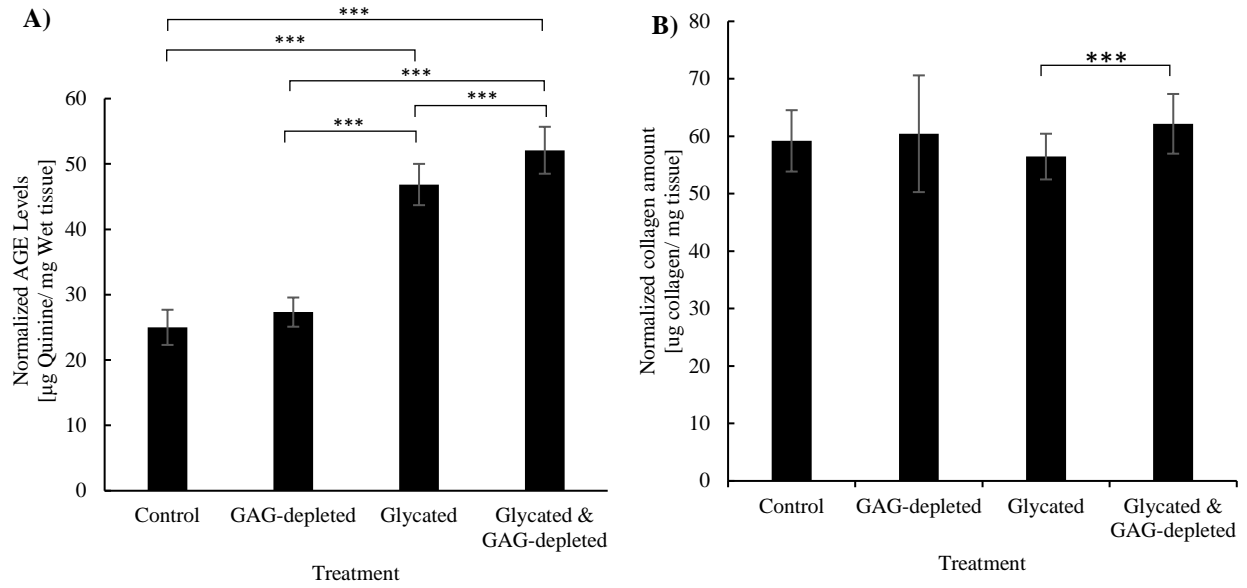 A)
***
***
***
***
***
Normalized AGE Levels
[µg Quinine/ mg Wet tissue]
60
50
40
30
20
10
0
Control
GAG-depleted
Glycated
Glycated &
GAG-depleted
Treatment
B)
***
Normalized collagen amount
[ug collagen/ mg tissue]
80
70
60
50
40
30
20
10
0
Control
GAG-depleted
Glycated
Glycated &
GAG-depleted
Treatment